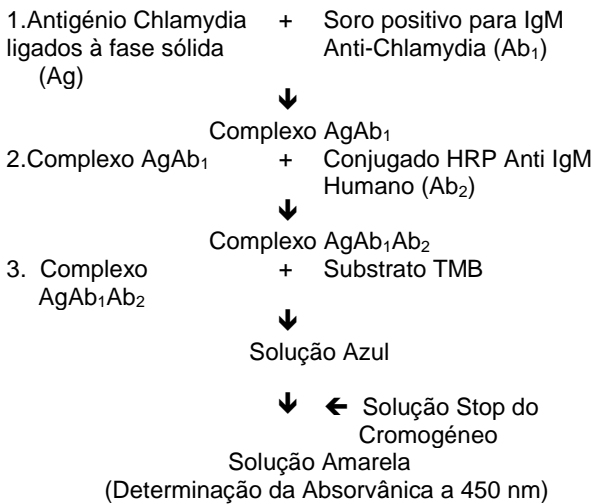 1.Antigénio Chlamydia + Soro positivo para IgM
ligados à fase sólida Anti-Chlamydia (Ab₁)
(Ag)
🡻
Complexo AgAb₁
2.Complexo AgAb₁ + Conjugado HRP Anti IgM
Humano (Ab₂)
🡻
Complexo AgAb₁Ab₂
3. Complexo + Substrato TMB
AgAb₁Ab₂
🡻
Solução Azul
🡻 🡸 Solução Stop do
Cromogéneo
Solução Amarela
(Determinação da Absorvânica a 450 nm)